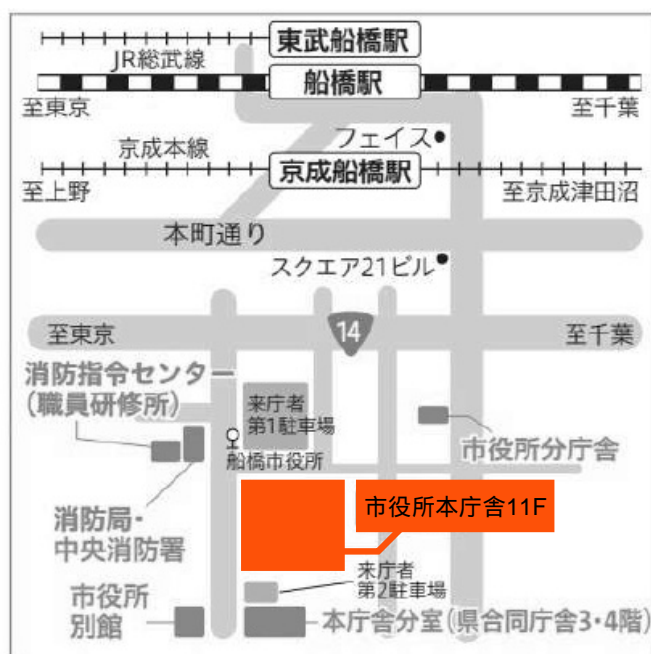 東武船橋駅
JR総武線
船橋駅
至東京
至千葉
フェイス
京成本線
京成船橋駅
至上野
至京成津田沼
本町通り
スクエア21ビル
至東京
14
至千葉
消防指令センター
(職員研修所)
来庁者
第1駐車場
船橋市役所
市役所分庁舎
市役所本庁舎11F
消防局・
中央消防署
来庁者
第2駐車場
市役所
別館
本庁舎分室(県合同庁舎3・4階)